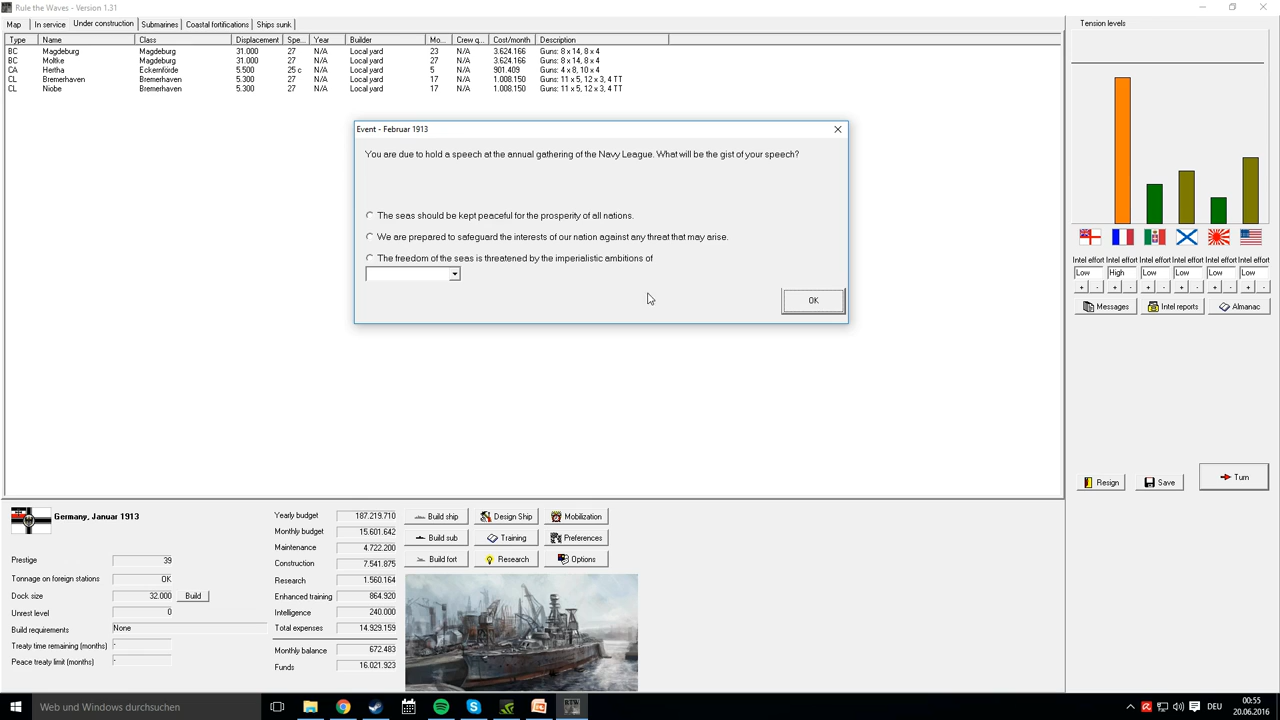 Rule the Waves - Version 1.31
Map In service Under construction Submarines Coastal fortifications Ships sunk
Type Name Class Displacement Spe... Year Builder Mo... Crew q... Cost/month Description
BC Magdeburg Magdeburg 31.000 27 N/A Local yard 23 N/A 3.624.166 Guns: 8 x 14, 8 x 4
BC Moltke Magdeburg 31.000 27 N/A Local yard 27 N/A 3.624.166 Guns: 8 x 14, 8 x 4
CA Hertha Eckernförde 5.500 25 c N/A Local yard 5 N/A 901.409 Guns: 4 x 8, 10 x 4
CL Bremerhaven Bremerhaven 5.300 27 N/A Local yard 17 N/A 1.008.150 Guns: 11 x 5, 12 x 3, 4 TT
CL Niobe Bremerhaven 5.300 27 N/A Local yard 17 N/A 1.008.150 Guns: 11 x 5, 12 x 3, 4 TT
Event - Februar 1913
You are due to hold a speech at the annual gathering of the Navy League. What will be the gist of your speech?
The seas should be kept peaceful for the prosperity of all nations.
We are prepared to safeguard the interests of our nation against any threat that may arise.
The freedom of the seas is threatened by the imperialistic ambitions of
OK
Tension levels
Intel effort Intel effort Intel effort Intel effort Intel effort Intel effort
Low High Low Low Low Low
+ - + - + - + - + - + -
Messages Intel reports Almanac
Resign Save Turn
Germany, Januar 1913
Prestige 39
Tonnage on foreign stations OK
Dock size 32.000 Build
Unrest level 0
Build requirements None
Treaty time remaining (months) -
Peace treaty limit (months) -
Yearly budget 187.219.710
Monthly budget 15.601.642
Maintenance 4.722.200
Construction 7.541.875
Research 1.560.164
Enhanced training 864.920
Intelligence 240.000
Total expenses 14.929.159
Monthly balance 672.483
Funds 16.021.923
Build ship Design Ship Mobilization
Build sub Training Preferences
Build fort Research Options
Web und Windows durchsuchen
DEU
00:55
20.06.2016